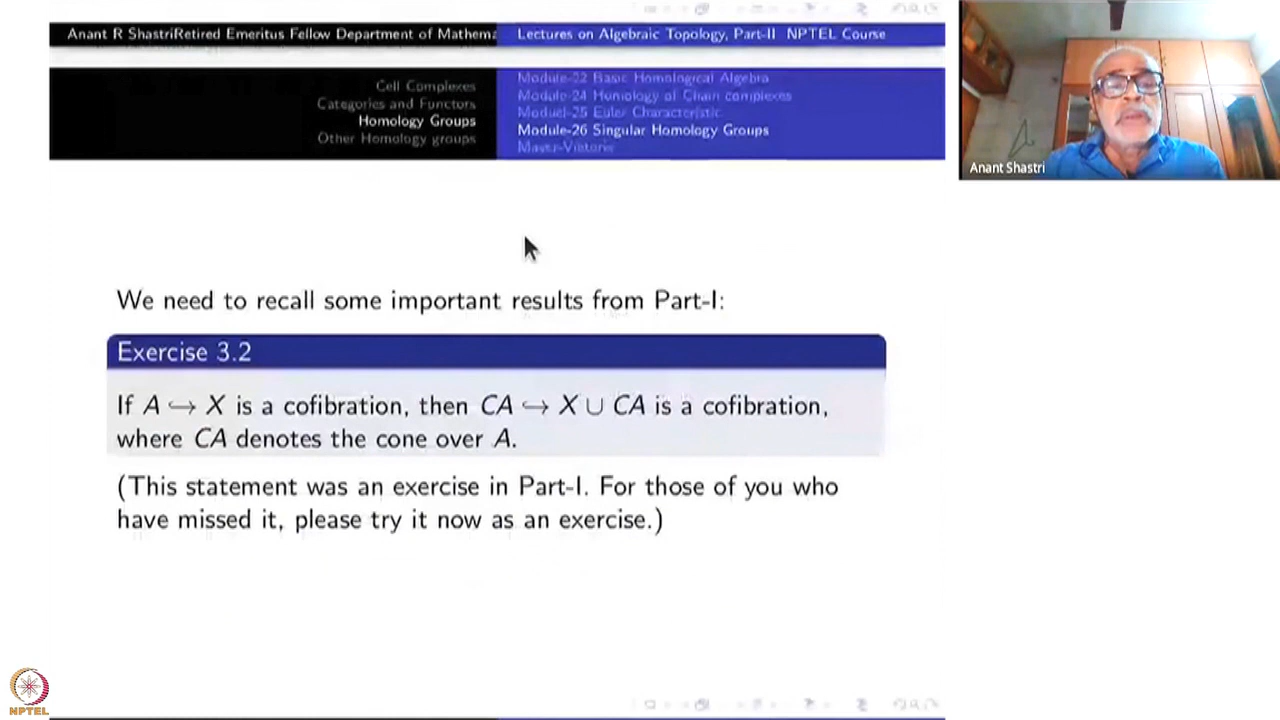 Anant R ShastriRetired Emeritus Fellow Department of Mathema
Lectures on Algebraic Topology, Part-II NPTEL Course
Cell Complexes
Categories and Functors
Homology Groups
Other Homology groups
Module-22 Basic Homological Algebra
Module-24 Homology of Chain complexes
Moduel-25 Euler Characteristic
Module-26 Singular Homology Groups
We need to recall some important results from Part-I:
Exercise 3.2
If A ↪ X is a cofibration, then CA ↪ X ∪ CA is a cofibration,
where CA denotes the cone over A.
(This statement was an exercise in Part-I. For those of you who
have missed it, please try it now as an exercise.)
Anant Shastri
NPTEL